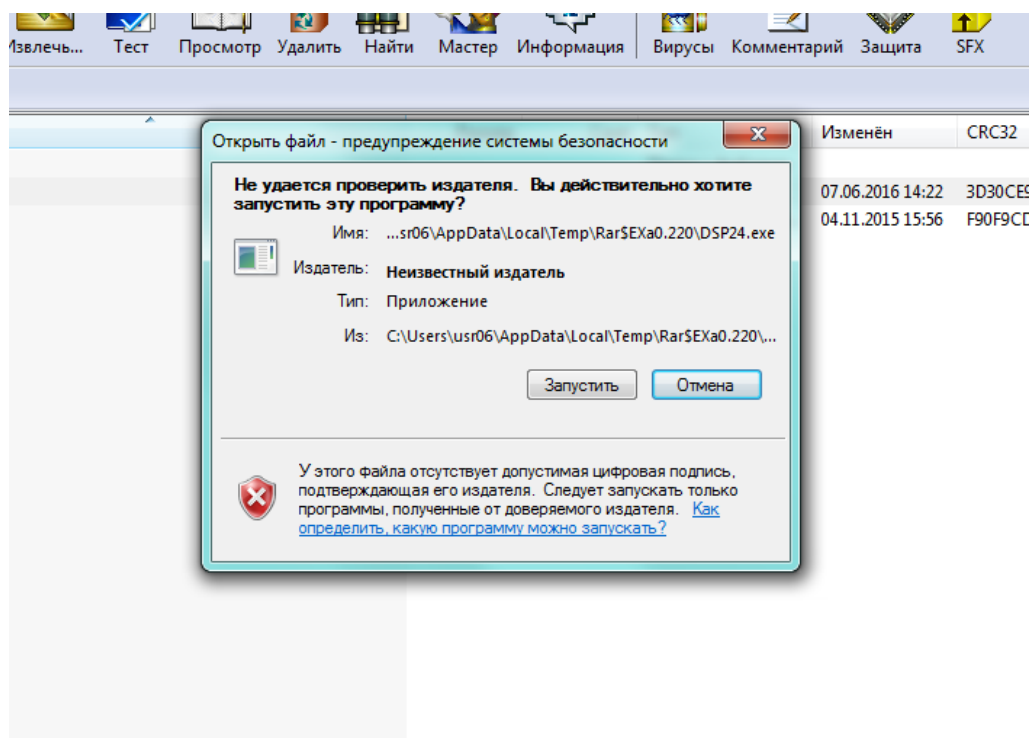 Извлечь... Тест Просмотр Удалить Найти Мастер Информация Вирусы Комментарий Защита SFX
Изменён CRC32
07.06.2016 14:22 3D30CE9
04.11.2015 15:56 F90F9CD
Открыть файл - предупреждение системы безопасности
Не удается проверить издателя. Вы действительно хотите
запустить эту программу?
Имя: ...sr06\AppData\Local\Temp\Rar$EXa0.220\DSP24.exe
Издатель: Неизвестный издатель
Тип: Приложение
Из: C:\Users\usr06\AppData\Local\Temp\Rar$EXa0.220\...
Запустить Отмена
У этого файла отсутствует допустимая цифровая подпись,
подтверждающая его издателя. Следует запускать только
программы, полученные от доверяемого издателя. Как
определить, какую программу можно запускать?